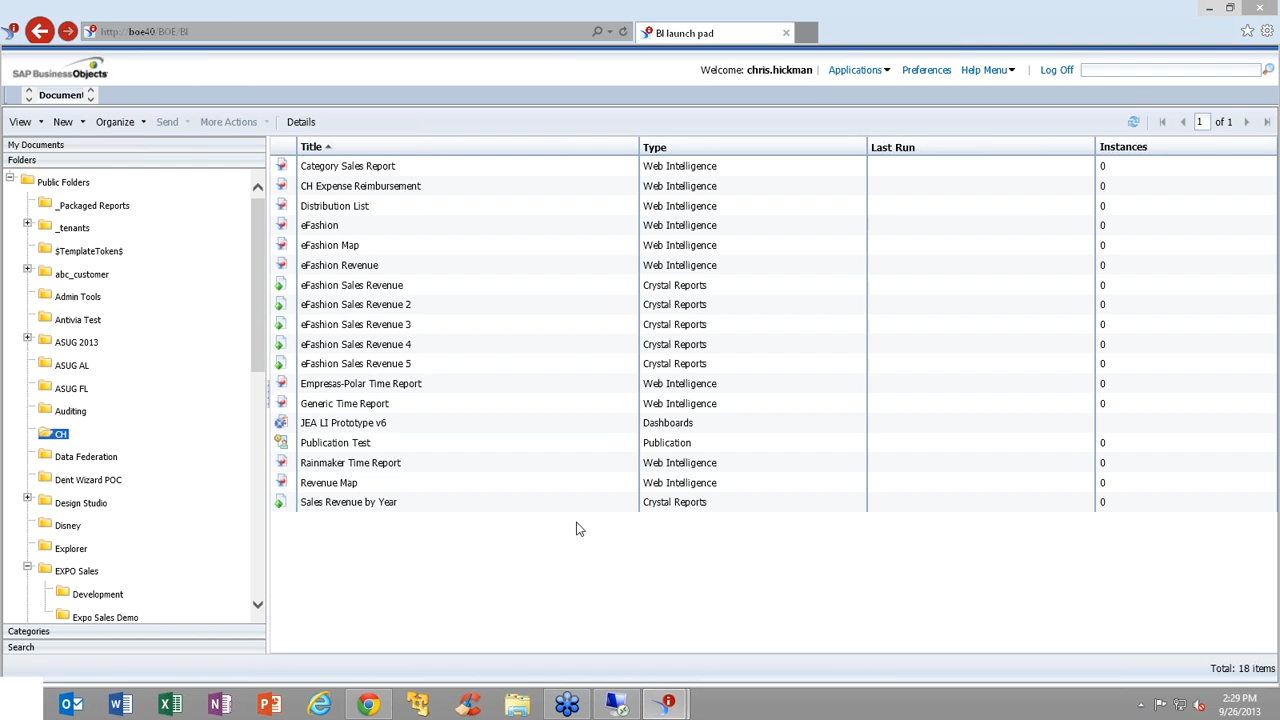 http://boe40/BOE/BI
BI launch pad
SAP BusinessObjects
Welcome: chris.hickman
Applications
Preferences
Help Menu
Log Off
Document
View
New
Organize
Send
More Actions
Details
1 of 1
My Documents
Folders
Public Folders
_Packaged Reports
_tenants
$TemplateToken$
abc_customer
Admin Tools
Antivia Test
ASUG 2013
ASUG AL
ASUG FL
Auditing
CH
Data Federation
Dent Wizard POC
Design Studio
Disney
Explorer
EXPO Sales
Development
Expo Sales Demo
Categories
Search
Title Type Last Run Instances
Category Sales Report Web Intelligence 0
CH Expense Reimbursement Web Intelligence 0
Distribution List Web Intelligence 0
eFashion Web Intelligence 0
eFashion Map Web Intelligence 0
eFashion Revenue Web Intelligence 0
eFashion Sales Revenue Crystal Reports 0
eFashion Sales Revenue 2 Crystal Reports 0
eFashion Sales Revenue 3 Crystal Reports 0
eFashion Sales Revenue 4 Crystal Reports 0
eFashion Sales Revenue 5 Crystal Reports 0
Empresas-Polar Time Report Web Intelligence 0
Generic Time Report Web Intelligence 0
JEA LI Prototype v6 Dashboards
Publication Test Publication 0
Rainmaker Time Report Web Intelligence 0
Revenue Map Web Intelligence 0
Sales Revenue by Year Crystal Reports 0
Total: 18 items
2:29 PM
9/26/2013